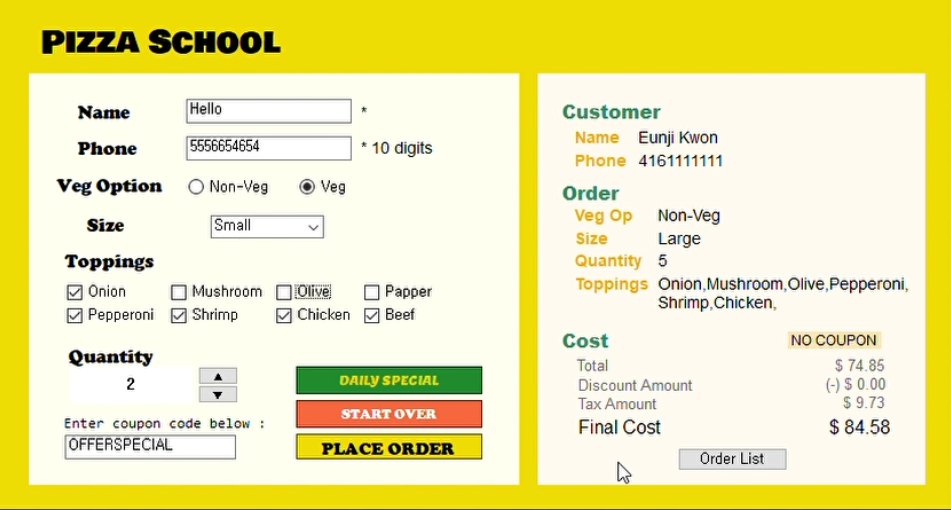 PIZZA SCHOOL
Name Hello *
Phone 5556654654 * 10 digits
Veg Option Non-Veg Veg
Size Small
Toppings
Onion Mushroom Olive Papper
Pepperoni Shrimp Chicken Beef
Quantity
2
DAILY SPECIAL
Enter coupon code below :
START OVER
OFFERSPECIAL
PLACE ORDER
Customer
Name Eunji Kwon
Phone 4161111111
Order
Veg Op Non-Veg
Size Large
Quantity 5
Toppings Onion,Mushroom,Olive,Pepperoni,
Shrimp,Chicken,
Cost NO COUPON
Total $ 74.85
Discount Amount (-) $ 0.00
Tax Amount $ 9.73
Final Cost $ 84.58
Order List